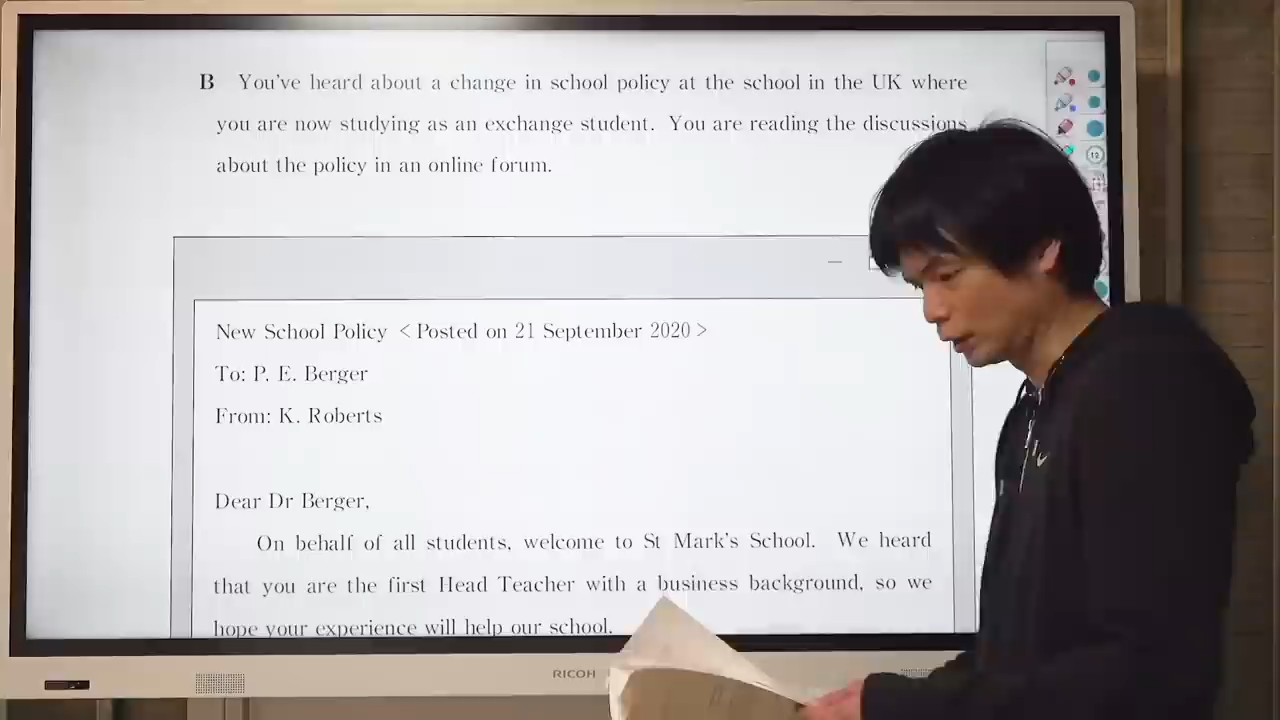 B You've heard about a change in school policy at the school in the UK where
you are now studying as an exchange student. You are reading the discussions
about the policy in an online forum.
New School Policy < Posted on 21 September 2020 >
To: P. E. Berger
From: K. Roberts
Dear Dr Berger,
On behalf of all students, welcome to St Mark's School. We heard
that you are the first Head Teacher with a business background, so we
hope your experience will help our school.
RICOH